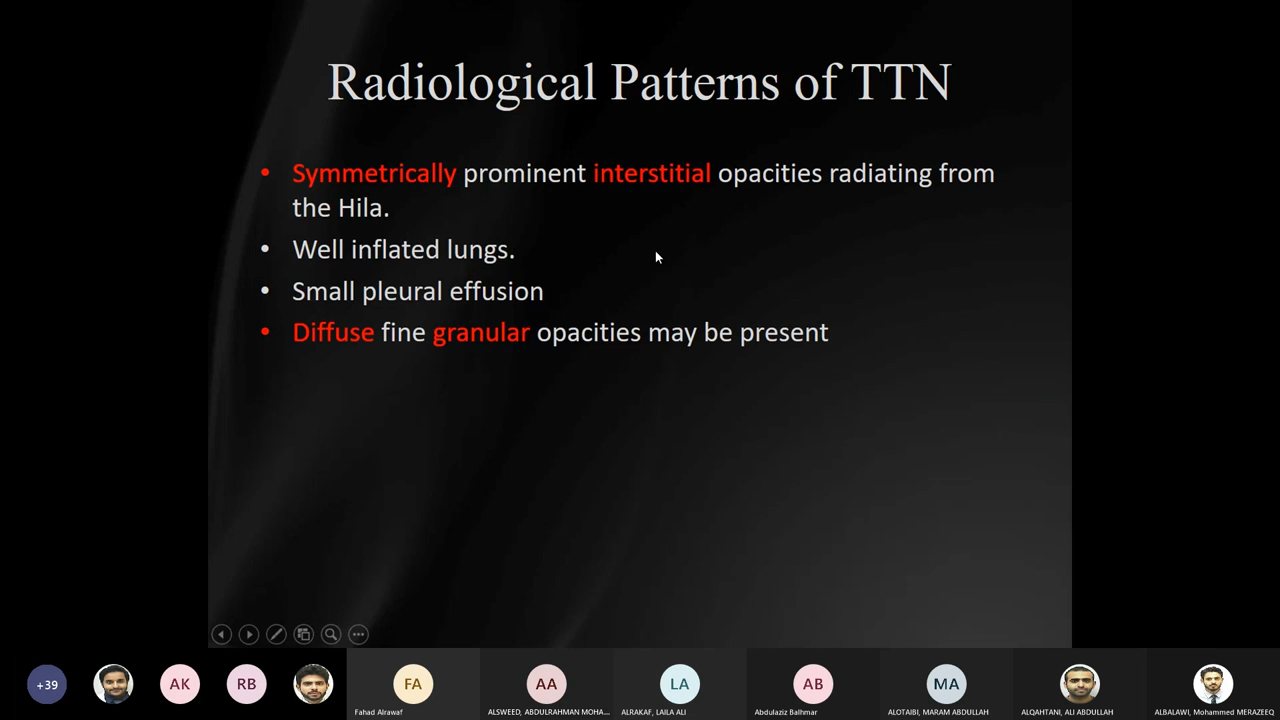 Radiological Patterns of TTN
• Symmetrically prominent interstitial opacities radiating from
the Hila.
• Well inflated lungs.
• Small pleural effusion
• Diffuse fine granular opacities may be present
+39
AK
RB
FA
Fahad Alrawaf
AA
ALSWEED, ABDULRAHMAN MOHA...
LA
ALRAKAF, LAILA ALI
AB
Abdulaziz Balhmar
MA
ALOTAIBI, MARAM ABDULLAH
ALQAHTANI, ALI ABDULLAH
ALBALAWI, Mohammed MERAZEEQ